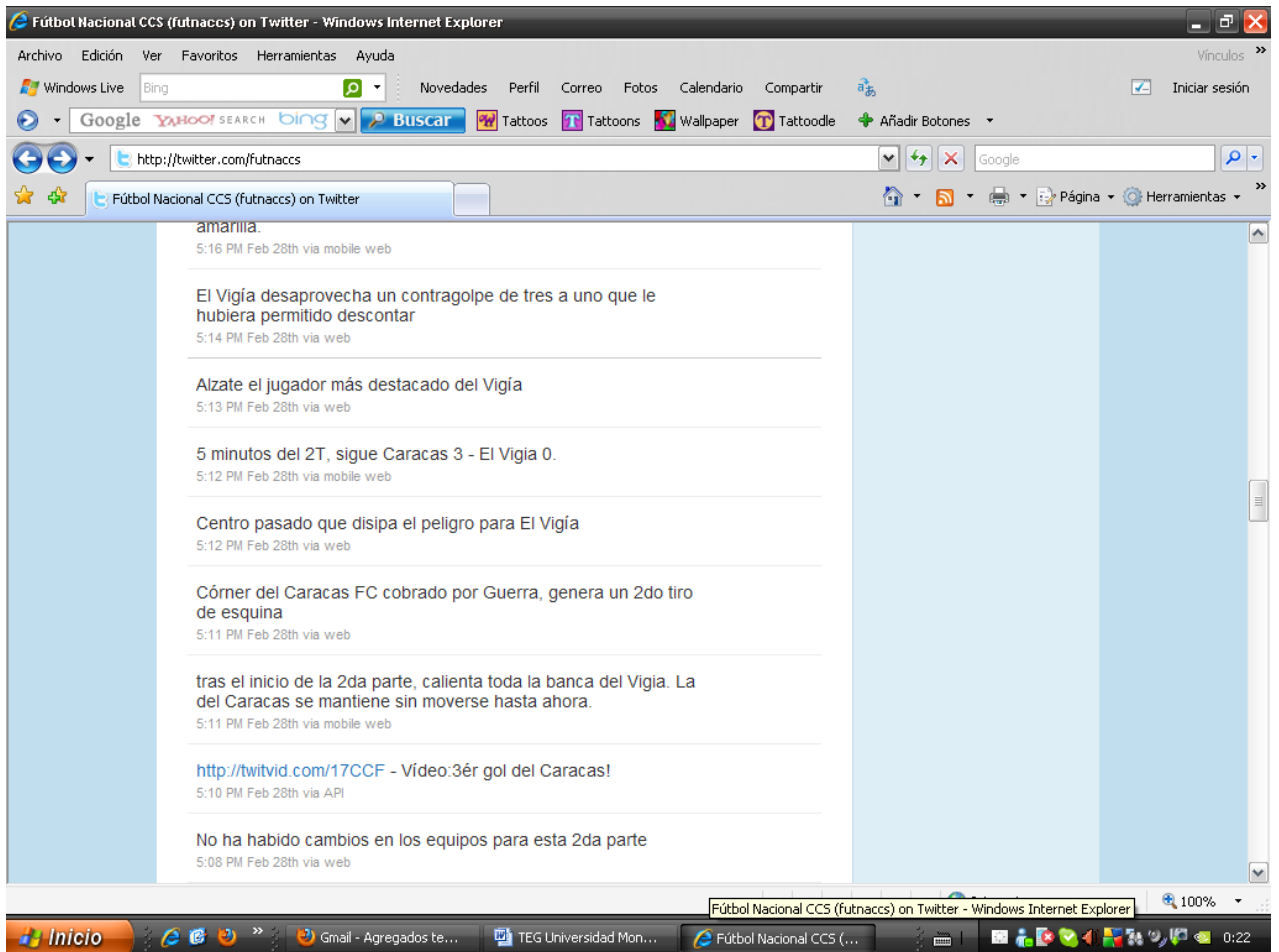 Fútbol Nacional CCS (futnaccs) on Twitter - Windows Internet Explorer
Archivo Edición Ver Favoritos Herramientas Ayuda Vínculos »
Windows Live Bing Novedades Perfil Correo Fotos Calendario Compartir Iniciar sesión
Google YAHOO! SEARCH bing Buscar Tattoos Tattoons Wallpaper Tattoodle Añadir Botones
http://twitter.com/futnaccs Google
Fútbol Nacional CCS (futnaccs) on Twitter Página Herramientas »
amarilla.
5:16 PM Feb 28th via mobile web
El Vigía desaprovecha un contragolpe de tres a uno que le
hubiera permitido descontar
5:14 PM Feb 28th via web
Alzate el jugador más destacado del Vigía
5:13 PM Feb 28th via web
5 minutos del 2T, sigue Caracas 3 - El Vigia 0.
5:12 PM Feb 28th via mobile web
Centro pasado que disipa el peligro para El Vigía
5:12 PM Feb 28th via web
Córner del Caracas FC cobrado por Guerra, genera un 2do tiro
de esquina
5:11 PM Feb 28th via web
tras el inicio de la 2da parte, calienta toda la banca del Vigia. La
del Caracas se mantiene sin moverse hasta ahora.
5:11 PM Feb 28th via mobile web
http://twitvid.com/17CCF - Vídeo:3ér gol del Caracas!
5:10 PM Feb 28th via API
No ha habido cambios en los equipos para esta 2da parte
5:08 PM Feb 28th via web
100%
Fútbol Nacional CCS (futnaccs) on Twitter - Windows Internet Explorer
Inicio » Gmail - Agregados te... TEG Universidad Mon... Fútbol Nacional CCS (... 0:22